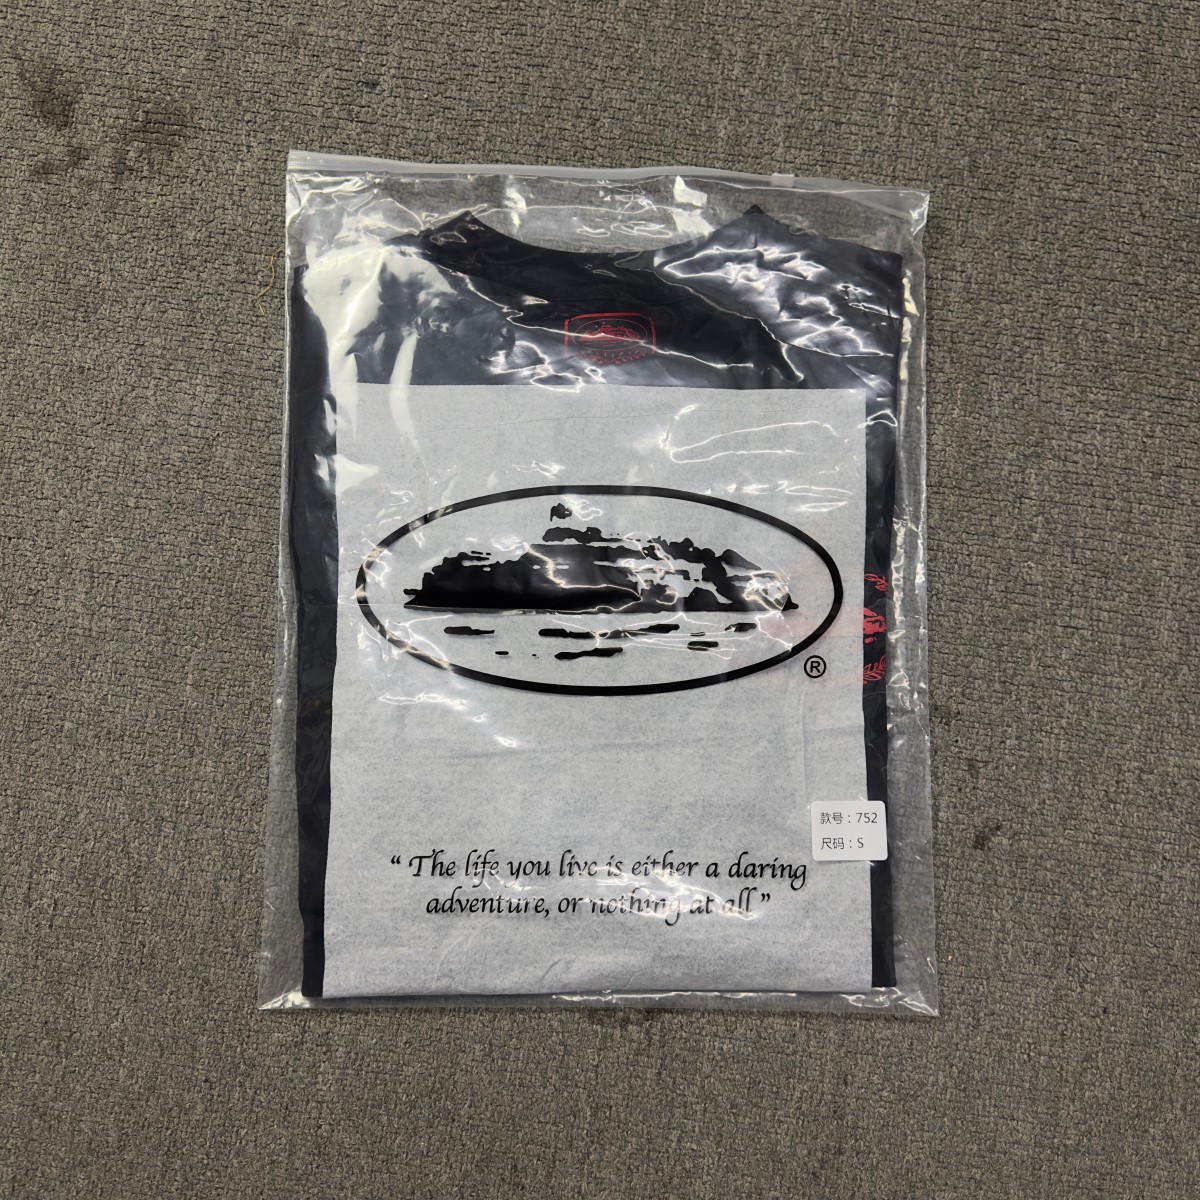 ®
款号：752
尺码：S
“ The life you live is either a daring
adventure, or nothing at all ”